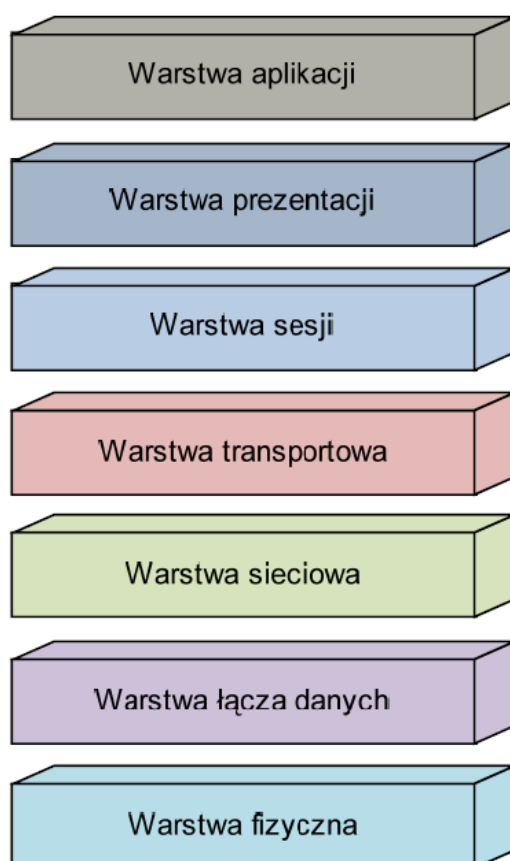 Warstwa aplikacji
Warstwa prezentacji
Warstwa sesji
Warstwa transportowa
Warstwa sieciowa
Warstwa łącza danych
Warstwa fizyczna